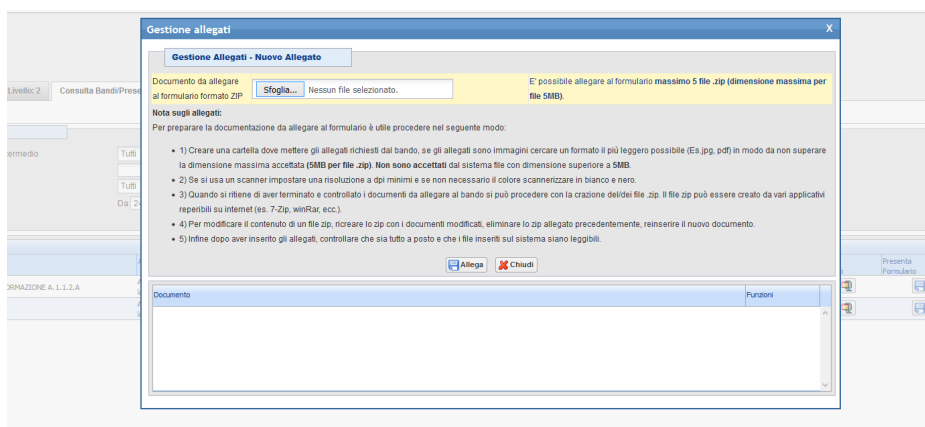 Gestione allegati X
Gestione Allegati - Nuovo Allegato
Documento da allegare
al formulario formato ZIP
Sfoglia... Nessun file selezionato.
E' possibile allegare al formulario massimo 5 file .zip (dimensione massima per
file 5MB).
Livello: 2 Consulta Bandi/Prese
Nota sugli allegati:
Per preparare la documentazione da allegare al formulario è utile procedere nel seguente modo:
termedio Tutti
• 1) Creare una cartella dove mettere gli allegati richiesti dal bando, se gli allegati sono immagini cercare un formato il più leggero possibile (Es.jpg, pdf) in modo da non superare
la dimensione massima accettata (5MB per file .zip). Non sono accettati dal sistema file con dimensione superiore a 5MB.
• 2) Se si usa un scanner impostare una risoluzione a dpi minimi e se non necessario il colore scannerizzare in bianco e nero.
Tutti
• 3) Quando si ritiene di aver terminato e controllato i documenti da allegare al bando si può procedere con la crazione del/dei file .zip. Il file zip può essere creato da vari applicativi
reperibili su internet (es. 7-Zip, winRar, ecc.).
Da 24
• 4) Per modificare il contenuto di un file zip, ricreare lo zip con i documenti modificati, eliminare lo zip allegato precedentemente, reinserire il nuovo documento.
• 5) Infine dopo aver inserito gli allegati, controllare che sia tutto a posto e che i file inseriti sul sistema siano leggibili.
Allega Chiudi
Presenta
Formulario
ORMAZIONE A.1.1.2.A
Documento Funzioni